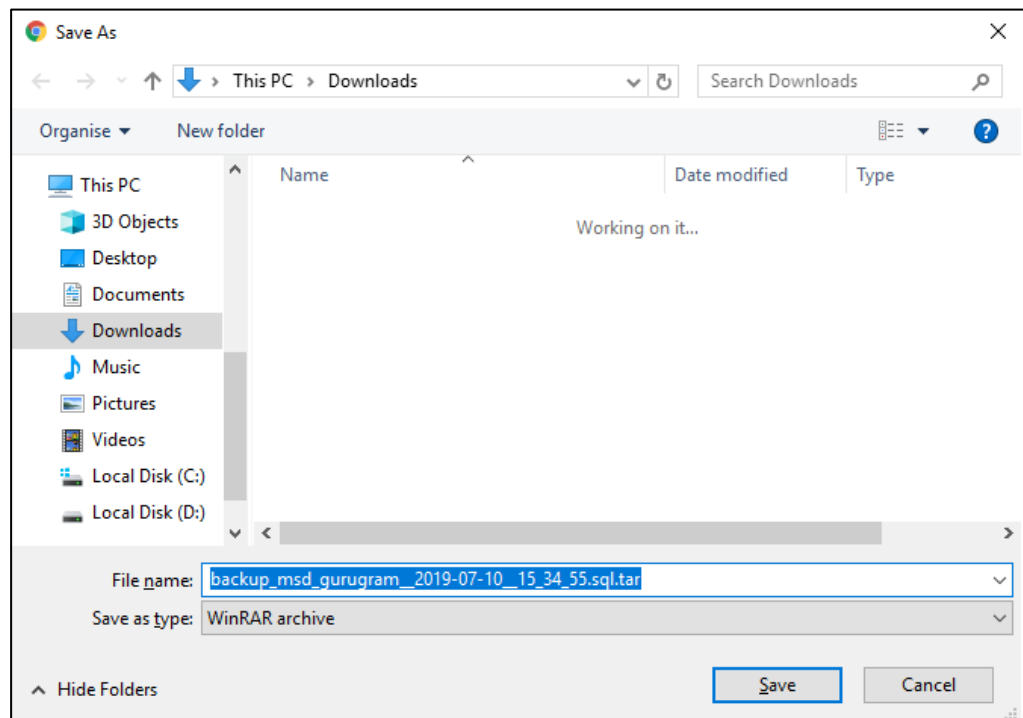 Save As
This PC > Downloads
Search Downloads
Organise
New folder
?
This PC
3D Objects
Desktop
Documents
Downloads
Music
Pictures
Videos
Local Disk (C:)
Local Disk (D:)
Name
Date modified
Type
Working on it...
File name: backup_msd_gurugram__2019-07-10__15_34_55.sql.tar
Save as type: WinRAR archive
Hide Folders
Save
Cancel